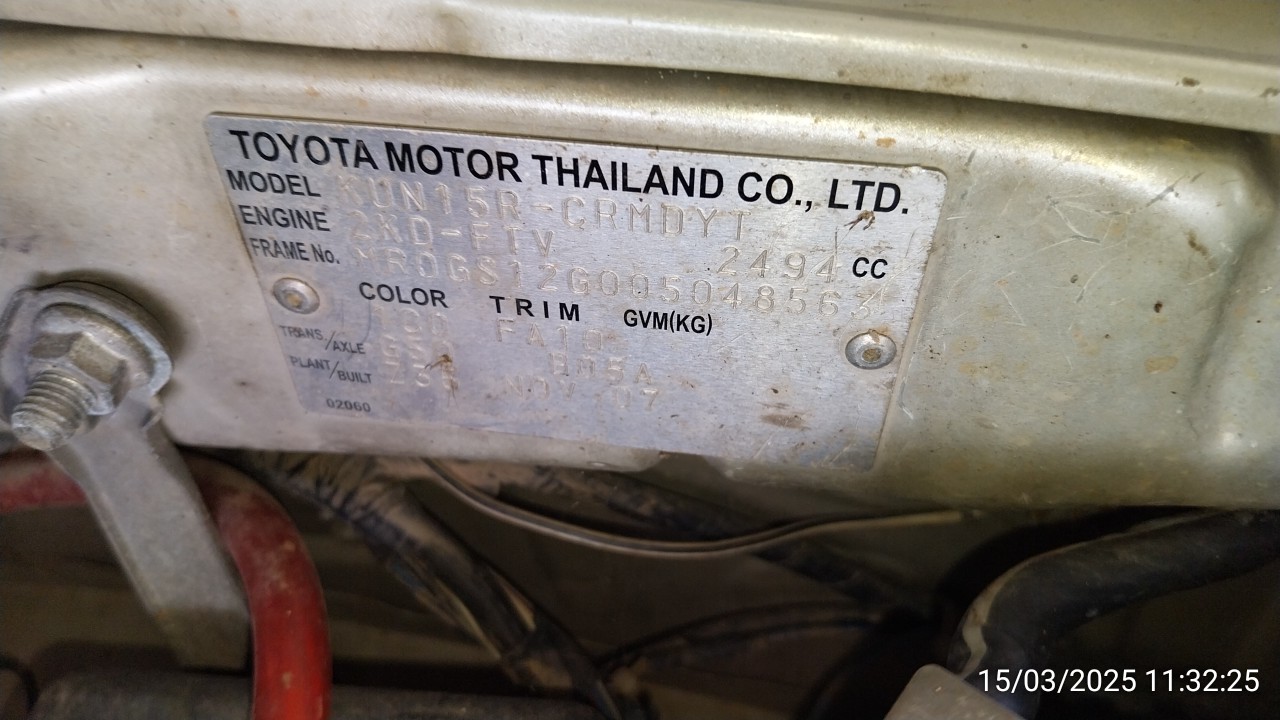 TOYOTA MOTOR THAILAND CO., LTD.
MODEL KUN15R-CRMDYT
ENGINE 2KD-FTV 2494 CC
FRAME No. MR0GS12G005048563
COLOR TRIM GVM(KG)
FA10
TRANS/AXLE
PLANT/BUILT NOV.07
02060
15/03/2025 11:32:25